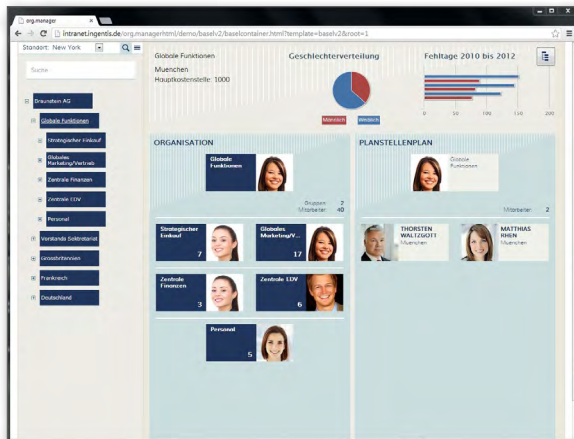 org.manager
intranet.ingentis.de/org.managerhtml/demo/baselv2/baselcontainer.html?template=baselv2&root=1
Standort: New York
Suche
Braunstein AG
Globale Funktionen
Strategischer Einkauf
Globales
Marketing/Vertrieb
Zentrale Finanzen
Zentrale EDV
Personal
Vorstands Sekretariat
Grossbritannien
Frankreich
Deutschland
Globale Funktionen
Muenchen
Hauptkostenstelle: 1000
Geschlechterverteilung
Männlich
Weiblich
Fehltage 2010 bis 2012
0 50 100 150 200
ORGANISATION
Globale
Funktionen
Gruppen: 2
Mitarbeiter: 40
Strategischer
Einkauf
7
Globales
Marketing/V...
17
Zentrale
Finanzen
3
Zentrale EDV
6
Personal
5
PLANSTELLENPLAN
Globale
Funktionen
Mitarbeiter: 2
THORSTEN
WALTZGOTT
Muenchen
MATTHIAS
RHEN
Muenchen